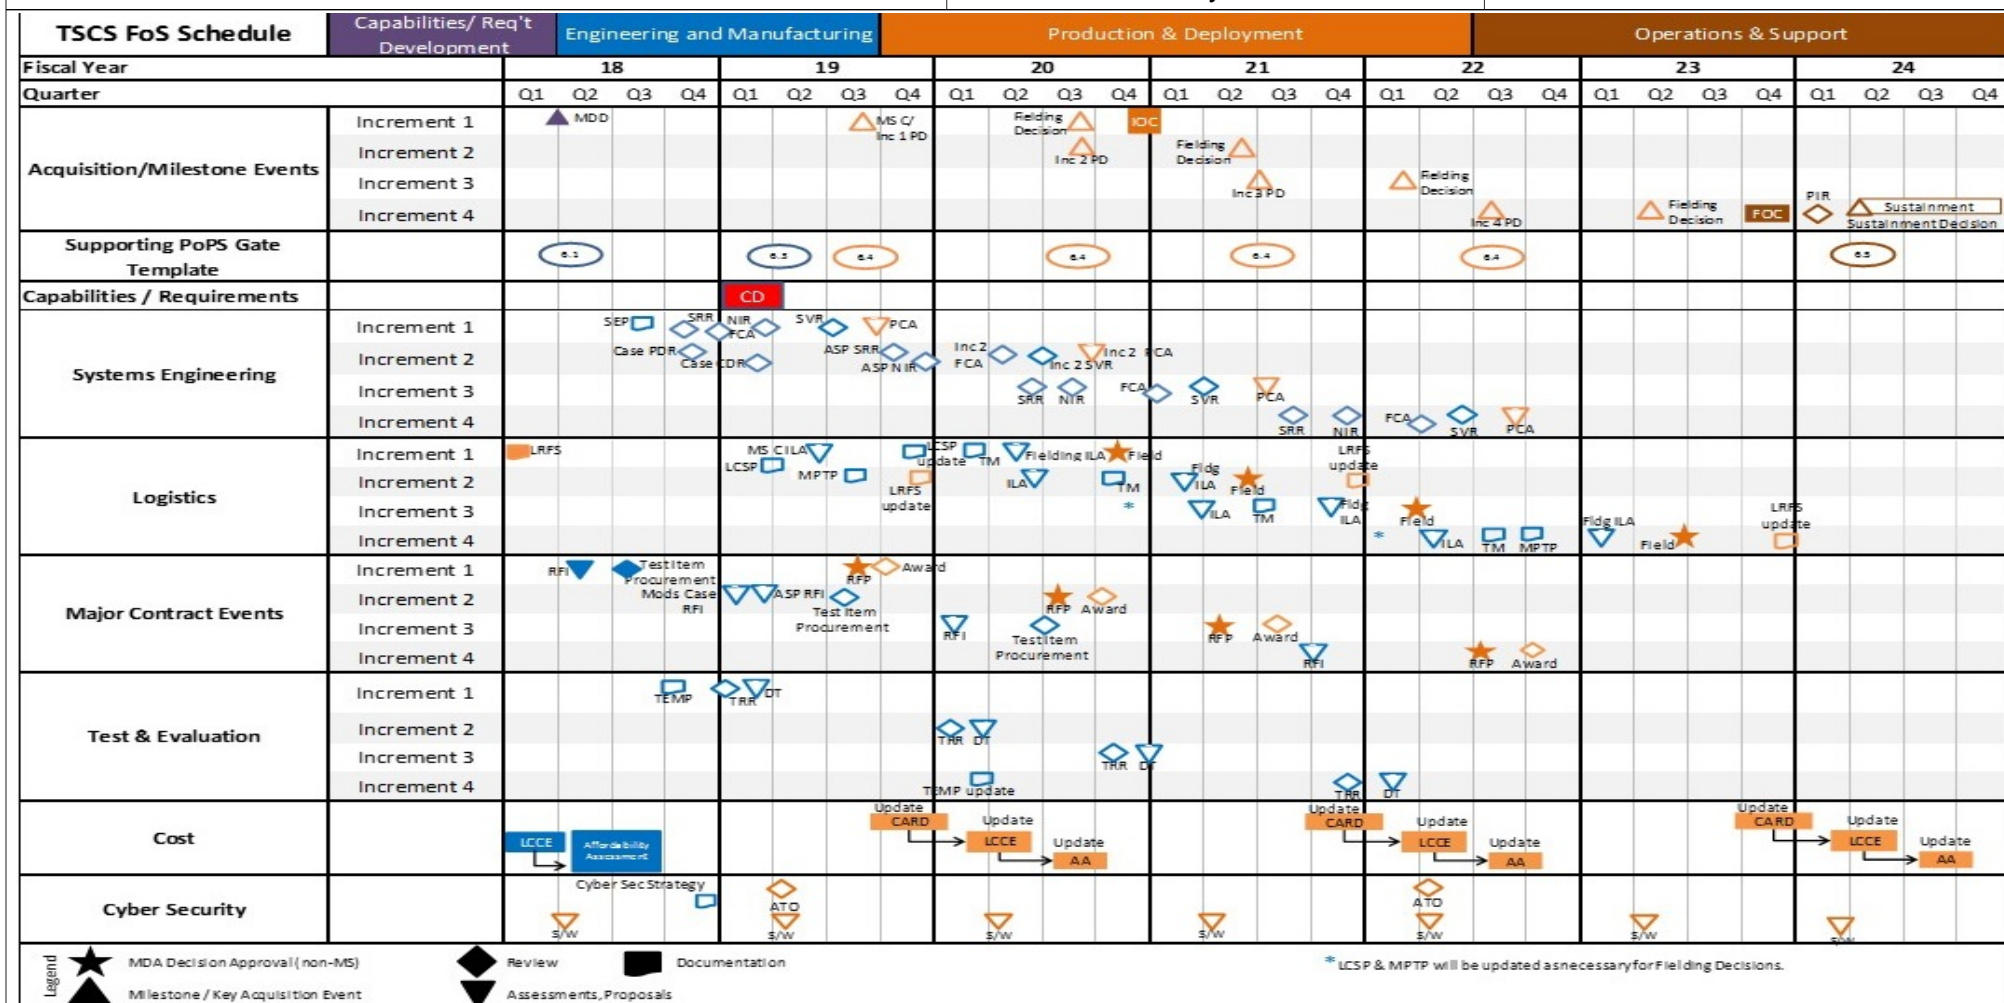 TSCS FoS Schedule
Capabilities/ Req't
Development
Engineering and Manufacturing
Production & Deployment
Operations & Support
Fiscal Year
18
19
20
21
22
23
24
Quarter
Q1 Q2 Q3 Q4 Q1 Q2 Q3 Q4 Q1 Q2 Q3 Q4 Q1 Q2 Q3 Q4 Q1 Q2 Q3 Q4 Q1 Q2 Q3 Q4 Q1 Q2 Q3 Q4
Acquisition/Milestone Events
Increment 1
MDD
MS C/
Inc 1 PD
Fielding
Decision
IOC
Increment 2
Inc 2 PD
Fielding
Decision
Increment 3
Inc 3 PD
Fielding
Decision
Increment 4
Inc 4 PD
Fielding
Decision
FOC
PIR
Sustainment
Sustainment Decision
Supporting PoPS Gate
Template
6.4
6.4
6.4
6.4
6.5
Capabilities / Requirements
CD
Systems Engineering
Increment 1
SEP
SRR
NIR
FCA
SVR
PCA
Increment 2
Case PDR
Case CDR
ASP SRR
ASP NIR
Inc 2
FCA
Inc 2 SVR
Inc 2 PCA
Increment 3
SRR
NIR
FCA
SVR
PCA
Increment 4
SRR
NIR
FCA
SVR
PCA
Logistics
Increment 1
LRFS
LCSP
MS C ILA
LCSP
update
TM
Fielding ILA
Field
Increment 2
MPTP
LRFS
update
ILA
TM
Fldg
ILA
Field
LRFS
update
Increment 3
*
ILA
TM
Fldg
ILA
Field
Increment 4
*
ILA
TM
MPTP
Fldg ILA
Field
LRFS
update
Major Contract Events
Increment 1
RFI
Test Item
Procurement
RFP
Award
Increment 2
Mods Case
RFI
ASP RFI
Test Item
Procurement
RFP
Award
Increment 3
RFI
Test Item
Procurement
RFP
Award
Increment 4
RFI
RFP
Award
Test & Evaluation
Increment 1
TEMP
TRR
DT
Increment 2
TRR
DT
Increment 3
TRR
DT
Increment 4
TEMP update
TRR
DT
Cost
LCCE
Affordability
Assessment
Update
CARD
Update
LCCE
Update
AA
Update
CARD
Update
LCCE
Update
AA
Update
CARD
Update
LCCE
Update
AA
Cyber Security
Cyber Sec Strategy
ATO
ATO
S/W
S/W
S/W
S/W
S/W
S/W
S/W
Legend
MDA Decision Approval (non-MS)
Review
Documentation
* LCSP & MPTP will be updated as necessary for Fielding Decisions.
Milestone / Key Acquisition Event
Assessments, Proposals